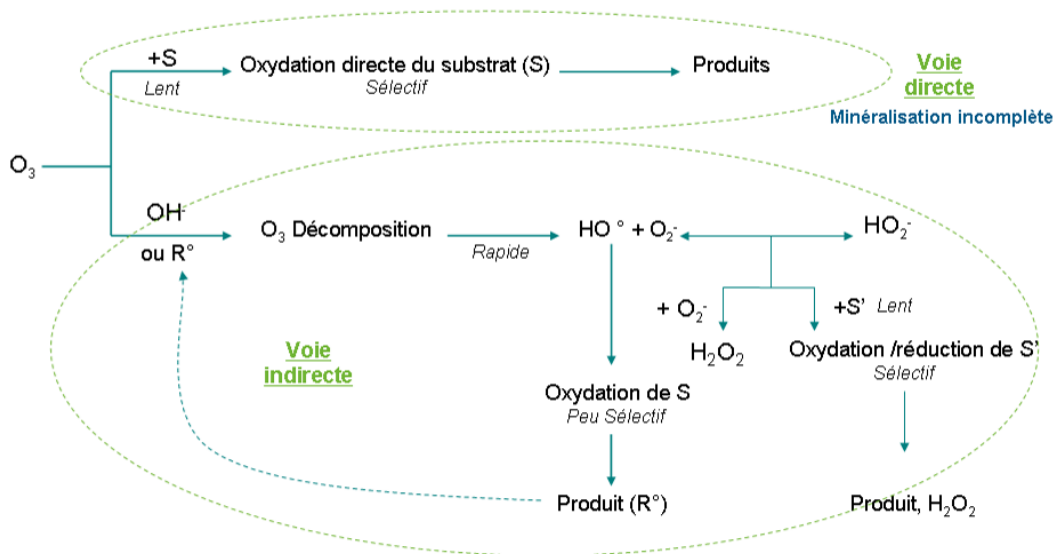 +S
Lent
Oxydation directe du substrat (S)
Sélectif
Produits
Voie
directe
Minéralisation incomplète
O₃
OH⁻
ou R°
O₃ Décomposition
Rapide
HO ° + O₂⁻
HO₂⁻
+ O₂⁻
+S' Lent
H₂O₂
Oxydation /réduction de S'
Sélectif
Voie
indirecte
Oxydation de S
Peu Sélectif
Produit (R°)
Produit, H₂O₂